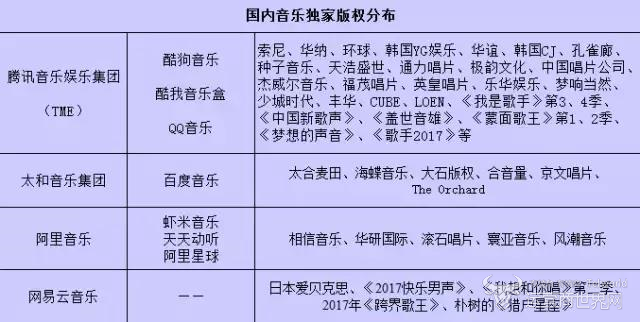 国内音乐独家版权分布
腾讯音乐娱乐集团
（TME）
酷狗音乐
酷我音乐盒
QQ音乐
索尼、华纳、环球、韩国YG娱乐、华谊、韩国CJ、孔雀廊、
种子音乐、天浩盛世、通力唱片、极韵文化、中国唱片公司、
杰威尔音乐、福茂唱片、英皇唱片、乐华娱乐、梦响当然、
少城时代、丰华、CUBE、LOEN、《我是歌手》第3、4季、
《中国新歌声》、《盖世音雄》、《蒙面歌王》第1、2季、
《梦想的声音》、《歌手2017》等
太和音乐集团
百度音乐
太合麦田、海蝶音乐、大石版权、合音量、京文唱片、
The Orchard
阿里音乐
虾米音乐
天天动听
阿里星球
相信音乐、华研国际、滚石唱片、寰亚音乐、风潮音乐
网易云音乐
——
日本爱贝克思、《2017快乐男声》、《我想和你唱》第二季、
2017年《跨界歌王》、朴树的《猎户星座》